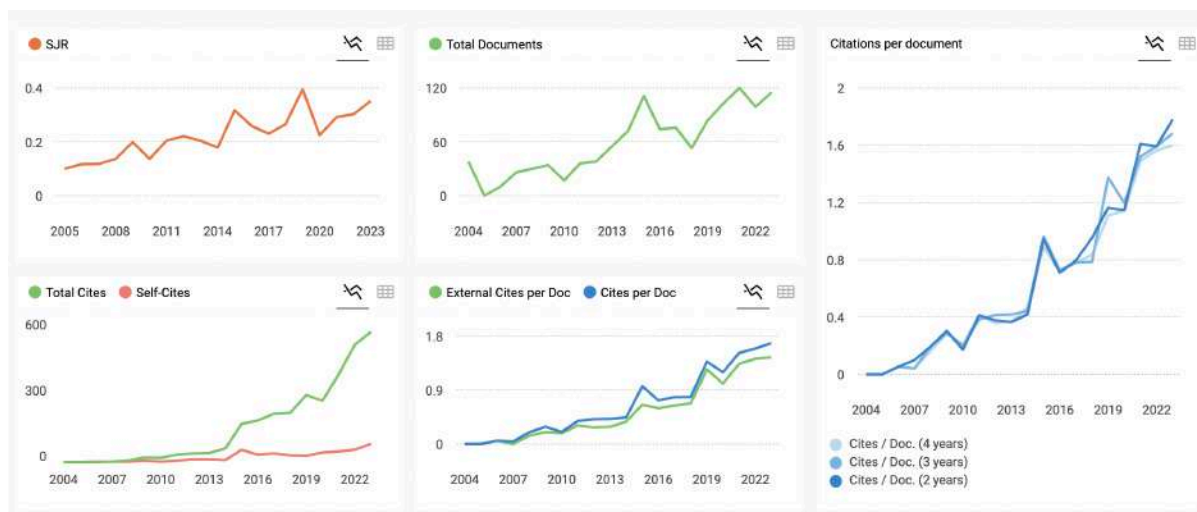 SJR
0.4
0.2
0
2005 2008 2011 2014 2017 2020 2023
Total Documents
120
60
0
2004 2007 2010 2013 2016 2019 2022
Citations per document
2
1.6
1.2
0.8
0.4
0
2004 2007 2010 2013 2016 2019 2022
Cites / Doc. (4 years)
Cites / Doc. (3 years)
Cites / Doc. (2 years)
Total Cites Self-Cites
600
300
0
2004 2007 2010 2013 2016 2019 2022
External Cites per Doc Cites per Doc
1.8
0.9
0
2004 2007 2010 2013 2016 2019 2022